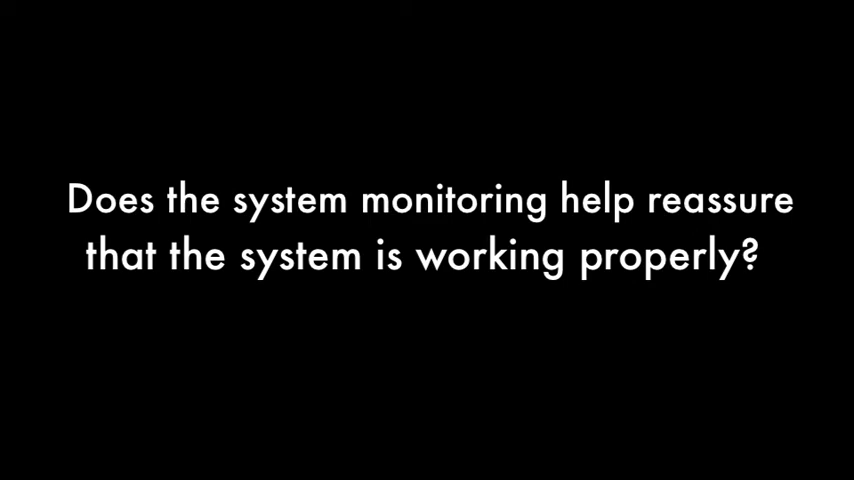 Does the system monitoring help reassure
that the system is working properly?